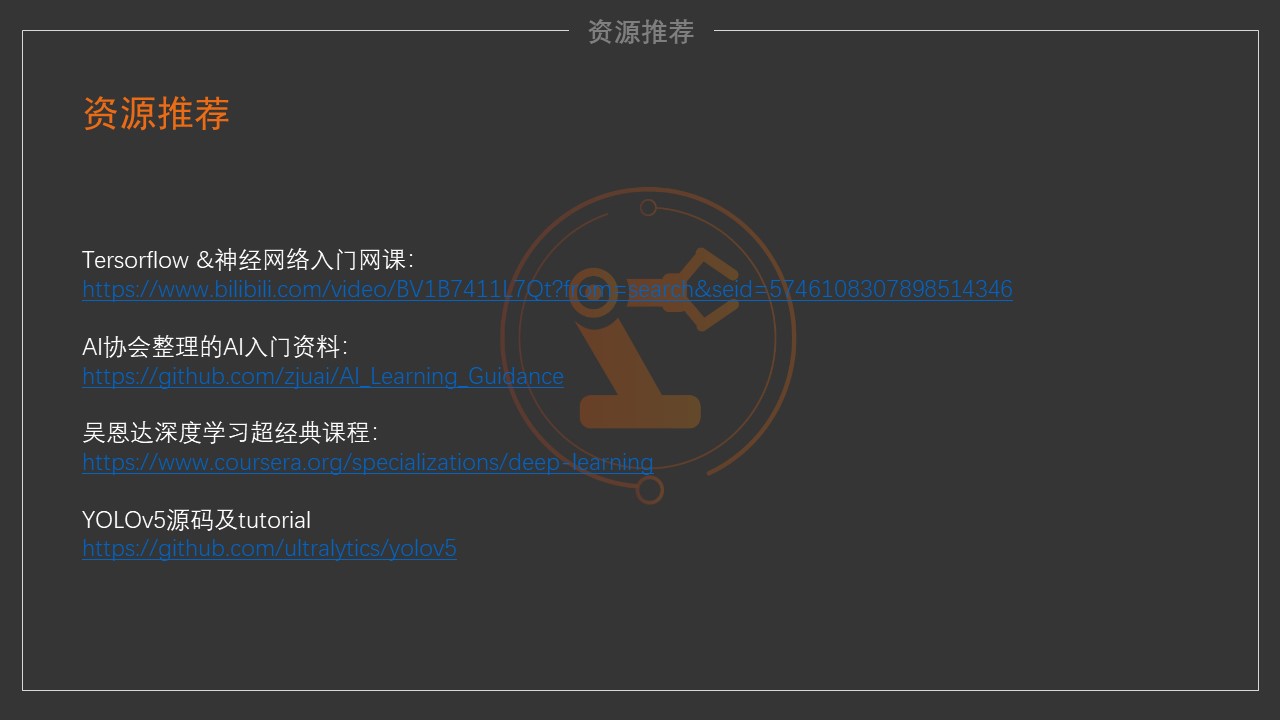 资源推荐
资源推荐
Tersorflow &神经网络入门网课：
https://www.bilibili.com/video/BV1B7411L7Qt?from=search&seid=5746108307898514346
AI协会整理的AI入门资料：
https://github.com/zjuai/AI_Learning_Guidance
吴恩达深度学习超经典课程：
https://www.coursera.org/specializations/deep-learning
YOLOv5源码及tutorial
https://github.com/ultralytics/yolov5